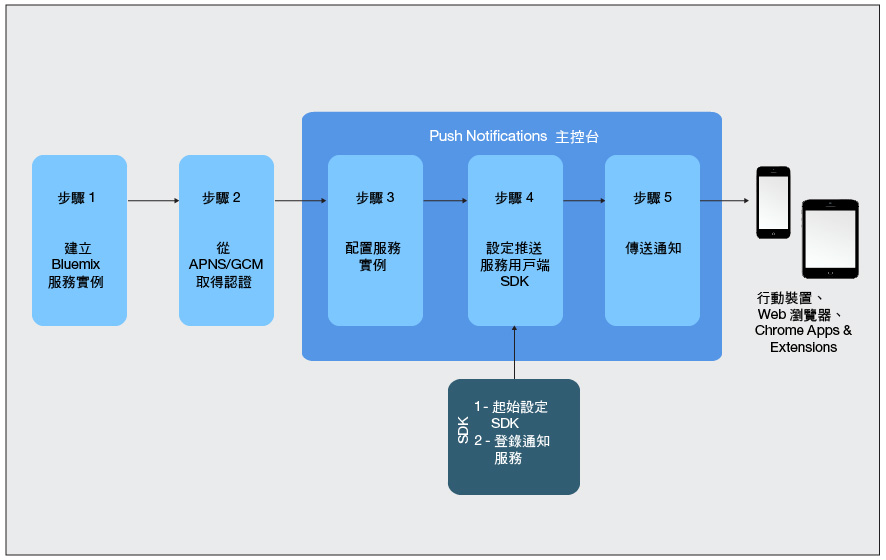 Push Notifications 主控台
步驟 1
建立
Bluemix
服務實例
步驟 2
從
APNS/GCM
取得認證
步驟 3
配置服務
實例
步驟 4
設定推送
服務用戶端
SDK
步驟 5
傳送通知
行動裝置、
Web 瀏覽器、
Chrome Apps &
Extensions
SDK
1 - 起始設定
SDK
2 - 登錄通知
服務